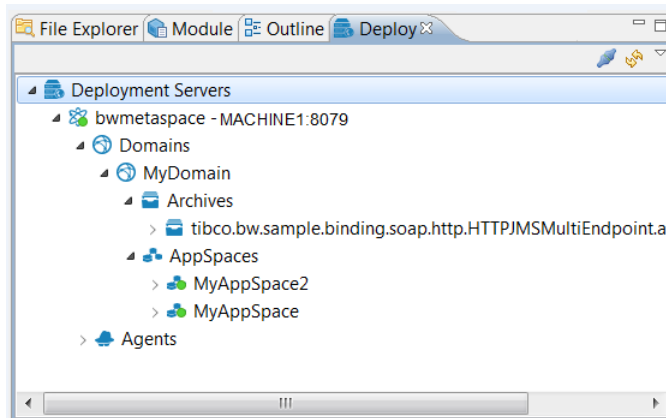 File Explorer Module Outline Deploy
Deployment Servers
bwmetaspace - MACHINE1:8079
Domains
MyDomain
Archives
tibco.bw.sample.binding.soap.http.HTTPJMSMultiEndpoint.a
AppSpaces
MyAppSpace2
MyAppSpace
Agents